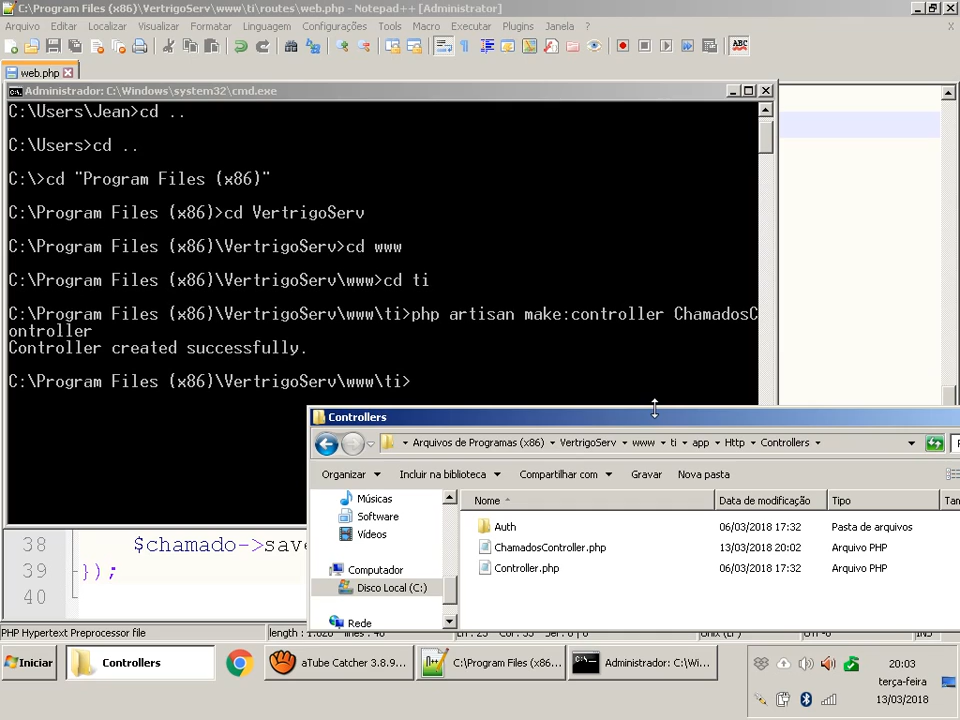 C:\Program Files (x86)\VertrigoServ\www\ti\routes\web.php - Notepad++ [Administrador]
Arquivo Editar Localizar Visualizar Formatar Linguagem Configurações Tools Macro Executar Plugins Janela ? X
ABC
web.php
Administrador: C:\Windows\system32\cmd.exe
C:\Users\Jean>cd ..
C:\Users>cd ..
C:\>cd "Program Files (x86)"
C:\Program Files (x86)>cd VertrigoServ
C:\Program Files (x86)\VertrigoServ>cd www
C:\Program Files (x86)\VertrigoServ\www>cd ti
C:\Program Files (x86)\VertrigoServ\www\ti>php artisan make:controller ChamadosC
ontroller
Controller created successfully.
C:\Program Files (x86)\VertrigoServ\www\ti>
Controllers
Arquivos de Programas (x86) VertrigoServ www ti app Http Controllers
Organizar Incluir na biblioteca Compartilhar com Gravar Nova pasta
Músicas
Software
Vídeos
Computador
Disco Local (C:)
Rede
Nome Data de modificação Tipo Tam
Auth 06/03/2018 17:32 Pasta de arquivos
ChamadosController.php 13/03/2018 20:02 Arquivo PHP
Controller.php 06/03/2018 17:32 Arquivo PHP
38 $chamado->save
39 });
40
PHP Hypertext Preprocessor file
Iniciar Controllers aTube Catcher 3.8.9... C:\Program Files (x86... Administrador: C:\Wi...
20:03
terça-feira
13/03/2018